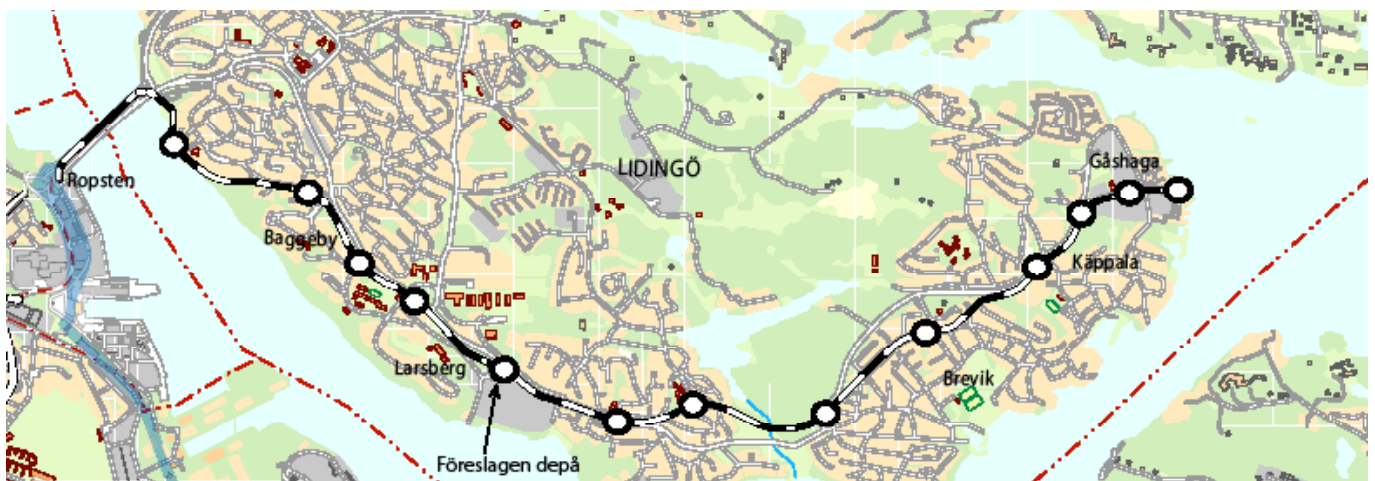 Ropsten
LIDINGÖ
Gåshaga
Baggeby
Käppala
Larsberg
Brevik
Föreslagen depå